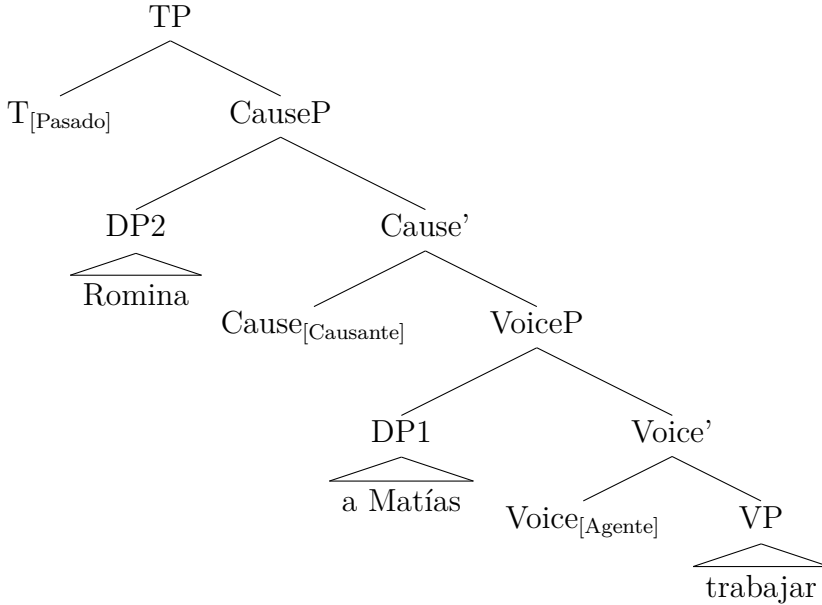 TP
T[Pasado] CauseP
DP2 Cause’
Romina
Cause[Causante] VoiceP
DP1 Voice’
a Matías
Voice[Agente] VP
trabajar